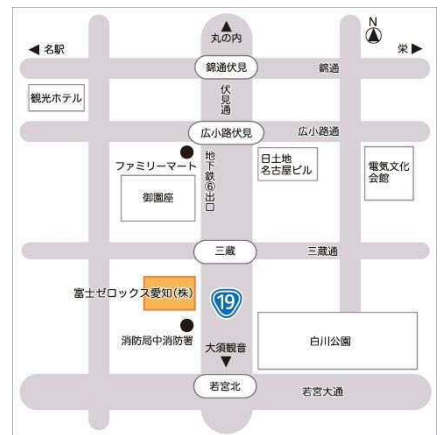 N
丸の内
◀ 名駅
栄 ▶
錦通伏見
錦通
観光ホテル
伏見通
広小路伏見
広小路通
ファミリーマート
地下鉄⑥出口
日土地
名古屋ビル
電気文化
会館
御園座
三蔵
三蔵通
富士ゼロックス愛知(株)
19
消防局中消防署
大須観音
白川公園
若宮北
若宮大通